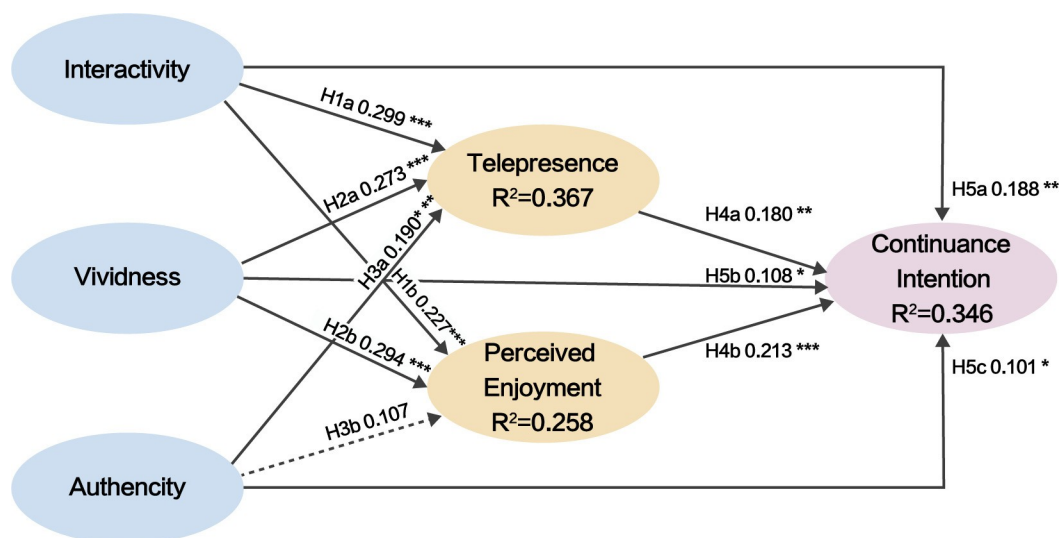 Interactivity
H1a 0.299 ***
Telepresence
R²=0.367
H2a 0.273 ***
H5a 0.188 **
H3a 0.190* **
H4a 0.180 **
Vividness
Continuance
Intention
R²=0.346
H5b 0.108 *
H1b 0.227***
H2b 0.294 ***
Perceived
Enjoyment
R²=0.258
H4b 0.213 ***
H5c 0.101 *
H3b 0.107
Authencity